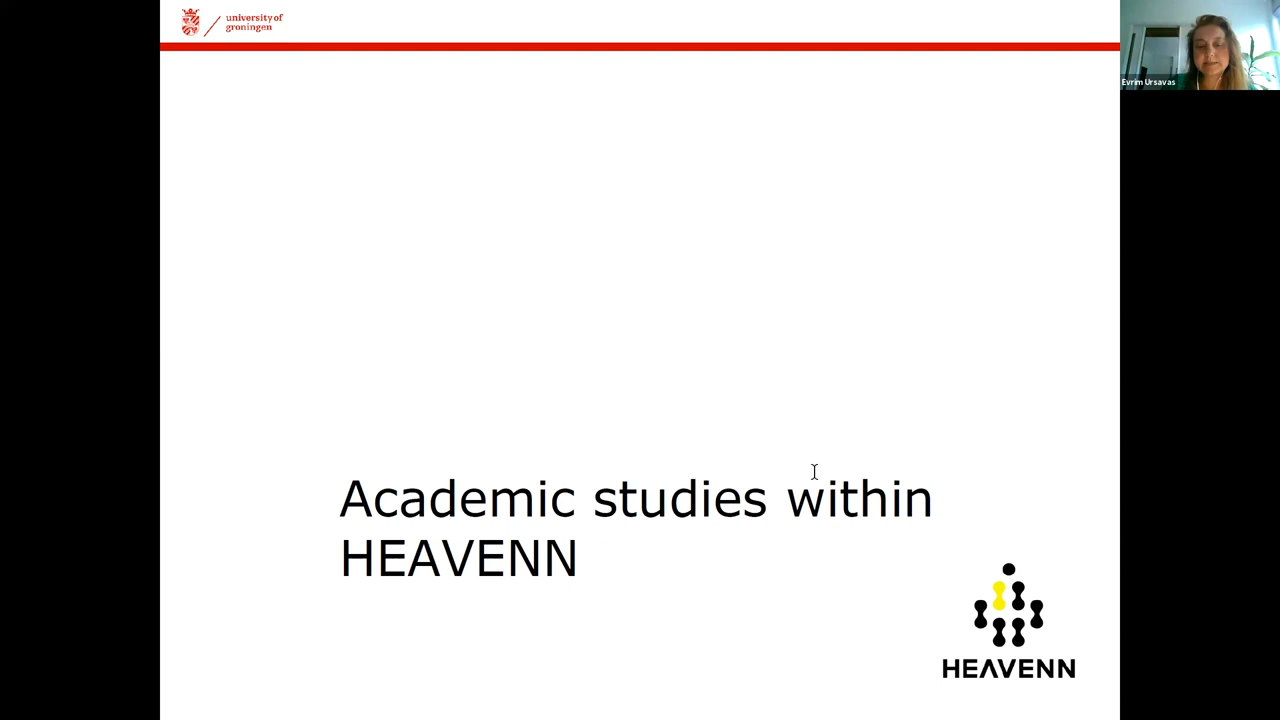 university of
groningen
Evrim Ursavas
Academic studies within
HEAVENN
HEAVENN